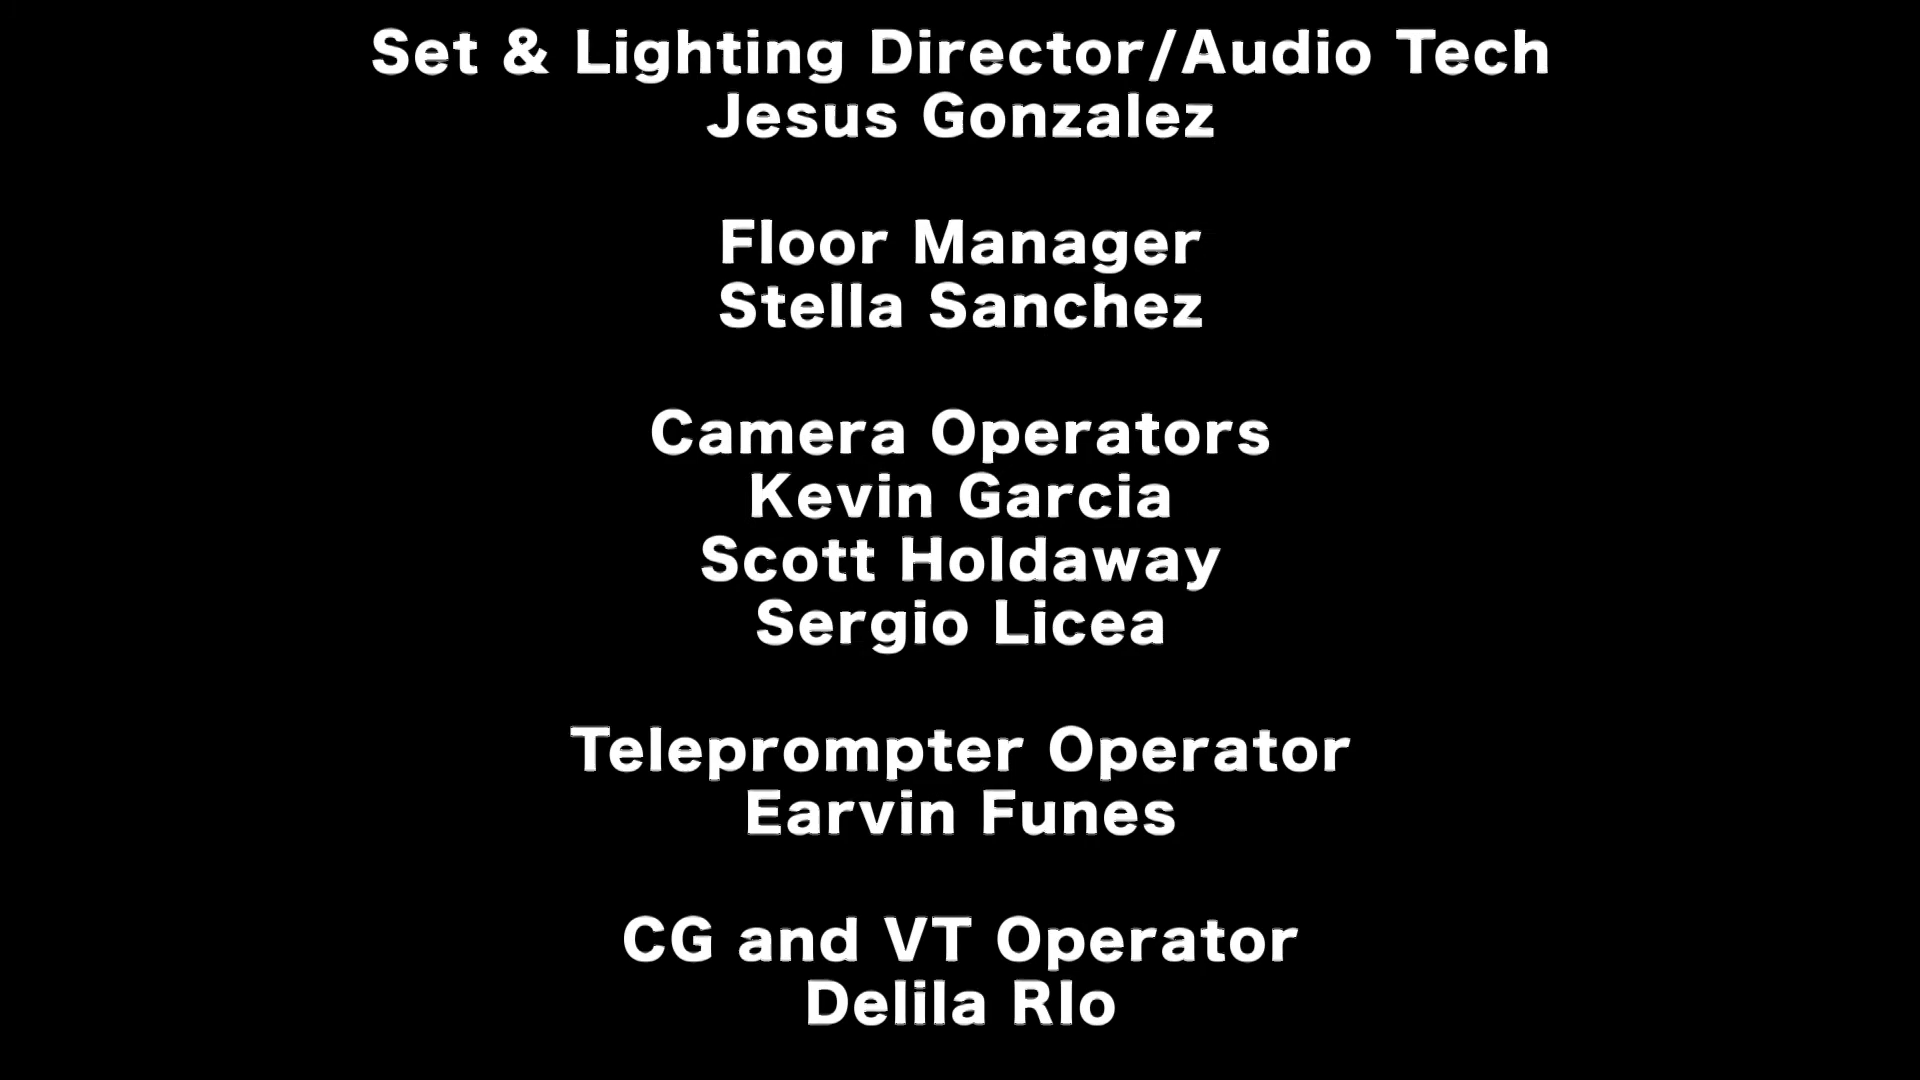 Set & Lighting Director/Audio Tech
Jesus Gonzalez
Floor Manager
Stella Sanchez
Camera Operators
Kevin Garcia
Scott Holdaway
Sergio Licea
Teleprompter Operator
Earvin Funes
CG and VT Operator
Delila RIo